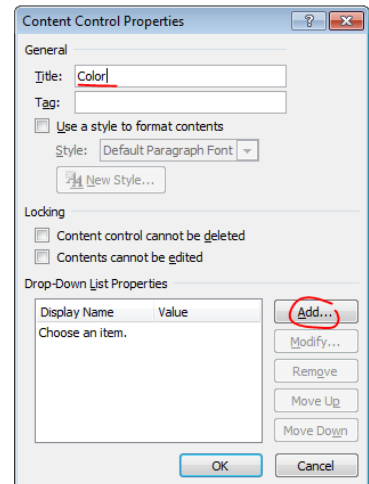 Content Control Properties
General
Title: Color
Tag:
Use a style to format contents
Style: Default Paragraph Font
New Style...
Locking
Content control cannot be deleted
Contents cannot be edited
Drop-Down List Properties
Display Name Value Add...
Choose an item. Modify...
Remove
Move Up
Move Down
OK Cancel